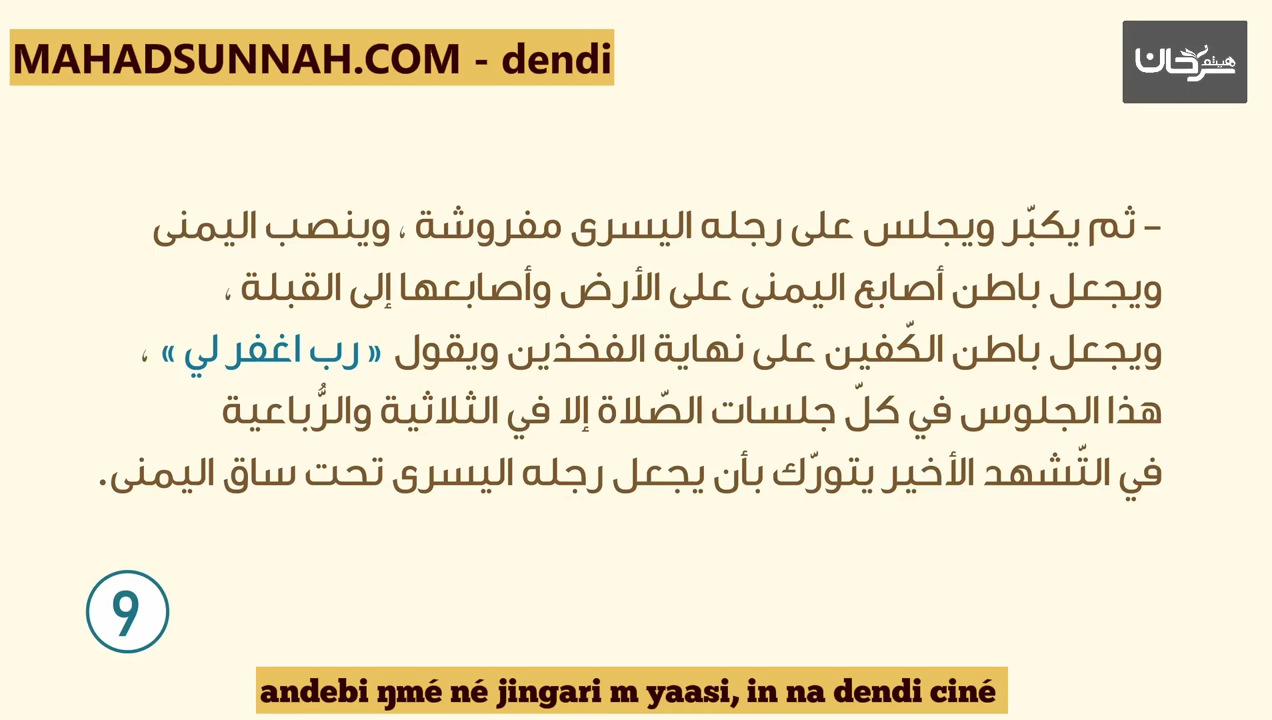 MAHADSUNNAH.COM - dendi
هيثم سرحان
– ثم يكبّر ويجلس على رجله اليسرى مفروشة ، وينصب اليمنى
ويجعل باطن أصابع اليمنى على الأرض وأصابعها إلى القبلة ،
ويجعل باطن الكّفين على نهاية الفخذين ويقول « رب اغفر لي » ،
هذا الجلوس في كلّ جلسات الصّلاة إلا في الثلاثية والرُّباعية
في التّشهد الأخير يتورّك بأن يجعل رجله اليسرى تحت ساق اليمنى.
9
andebi ŋmé né jingari m yaasi, in na dendi ciné